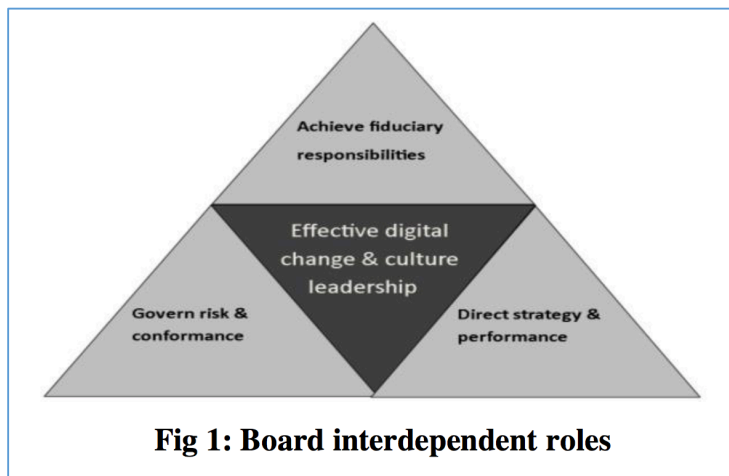 Achieve fiduciary
responsibilities
Effective digital
change & culture
leadership
Govern risk &
conformance
Direct strategy &
performance
Fig 1: Board interdependent roles